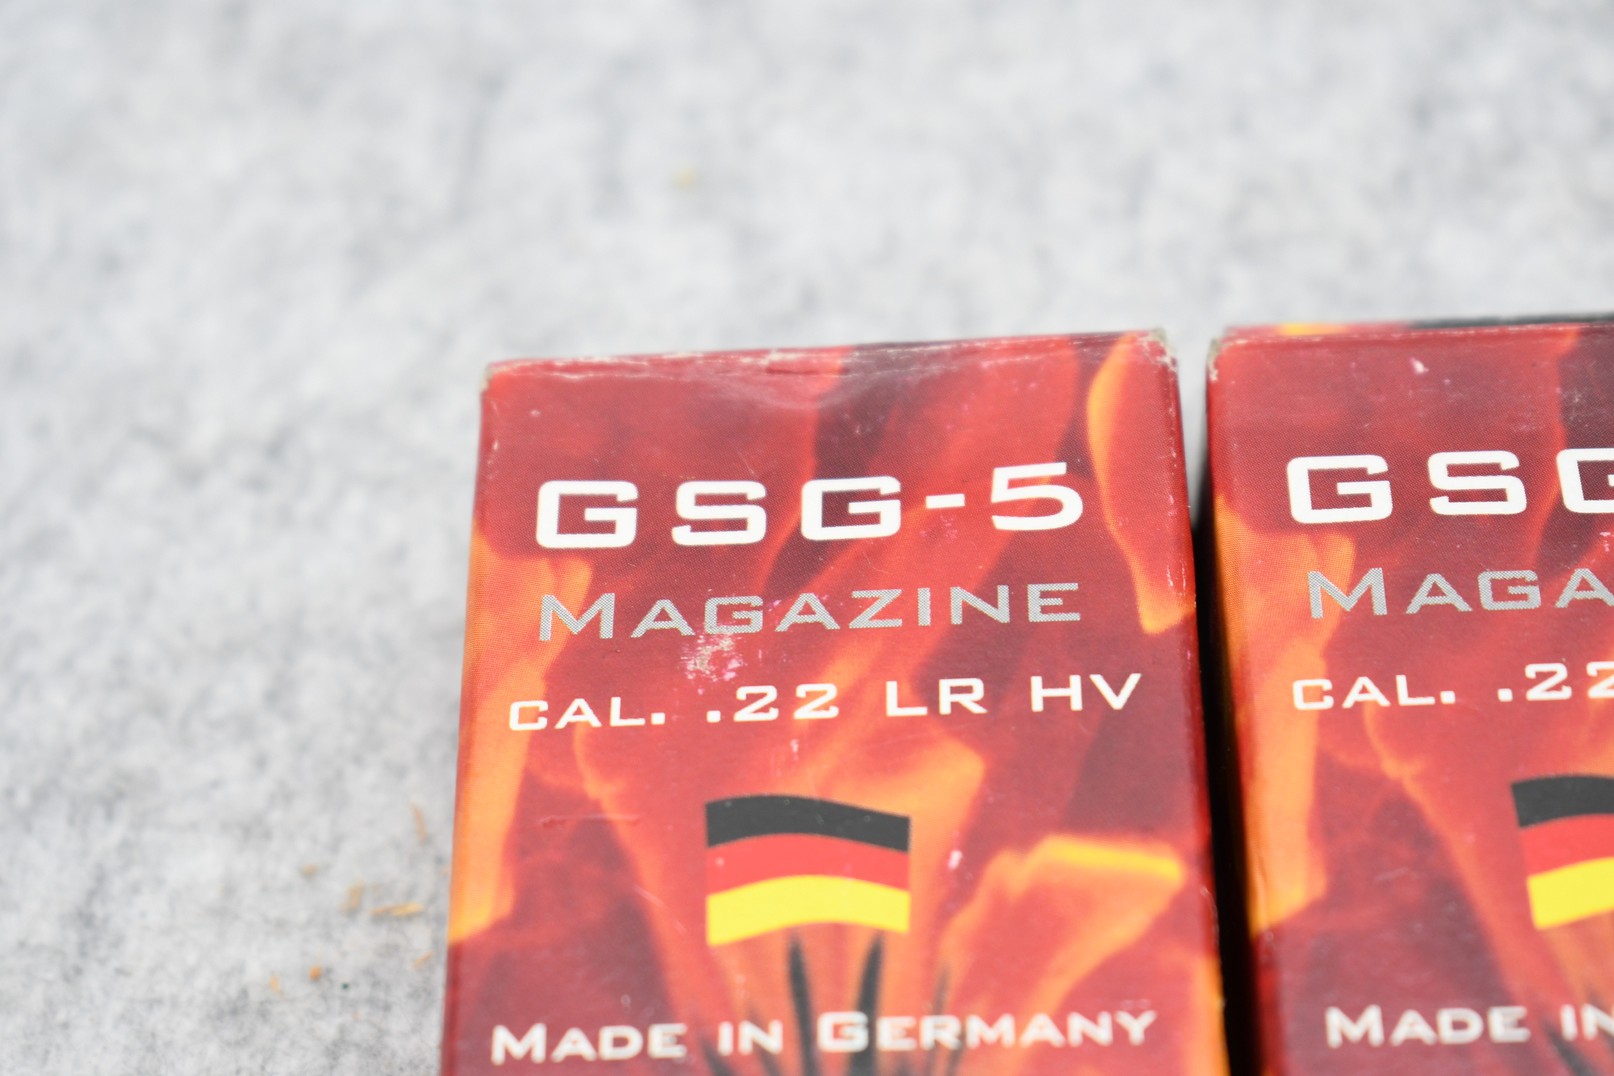 GSG-5
MAGAZINE
CAL. .22 LR HV
MADE IN GERMANY
GSG
MAGA
CAL. .22
MADE IN